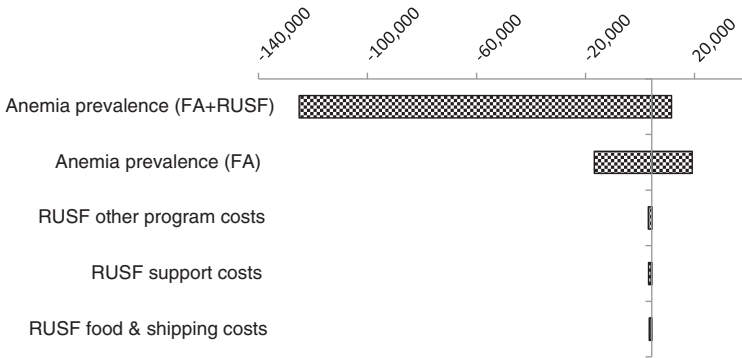 -140,000
-100,000
-60,000
-20,000
20,000
Anemia prevalence (FA+RUSF)
Anemia prevalence (FA)
RUSF other program costs
RUSF support costs
RUSF food & shipping costs